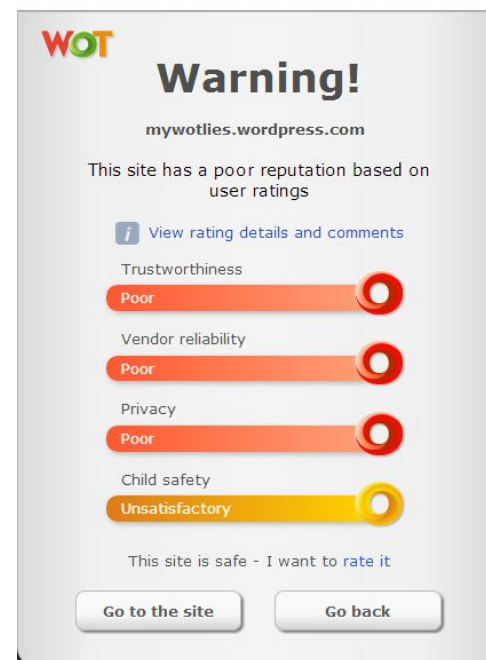 WOT
Warning!
mywotlies.wordpress.com
This site has a poor reputation based on
user ratings
i View rating details and comments
Trustworthiness
Poor
Vendor reliability
Poor
Privacy
Poor
Child safety
Unsatisfactory
This site is safe - I want to rate it
Go to the site Go back